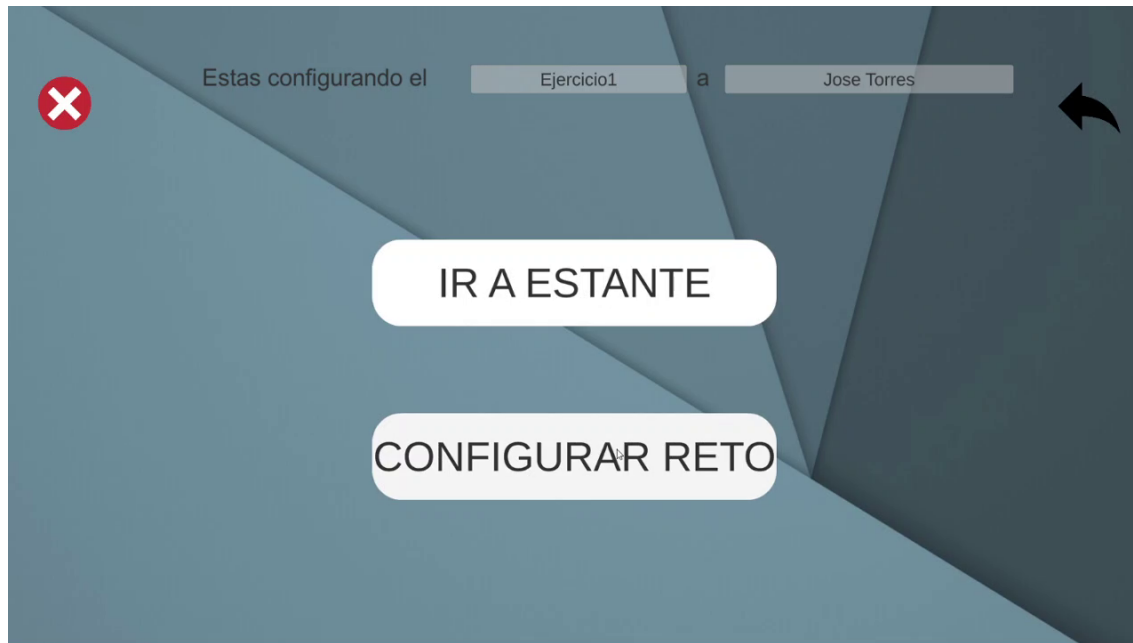 Estas configurando el Ejercicio1 a Jose Torres
IR A ESTANTE
CONFIGURAR RETO